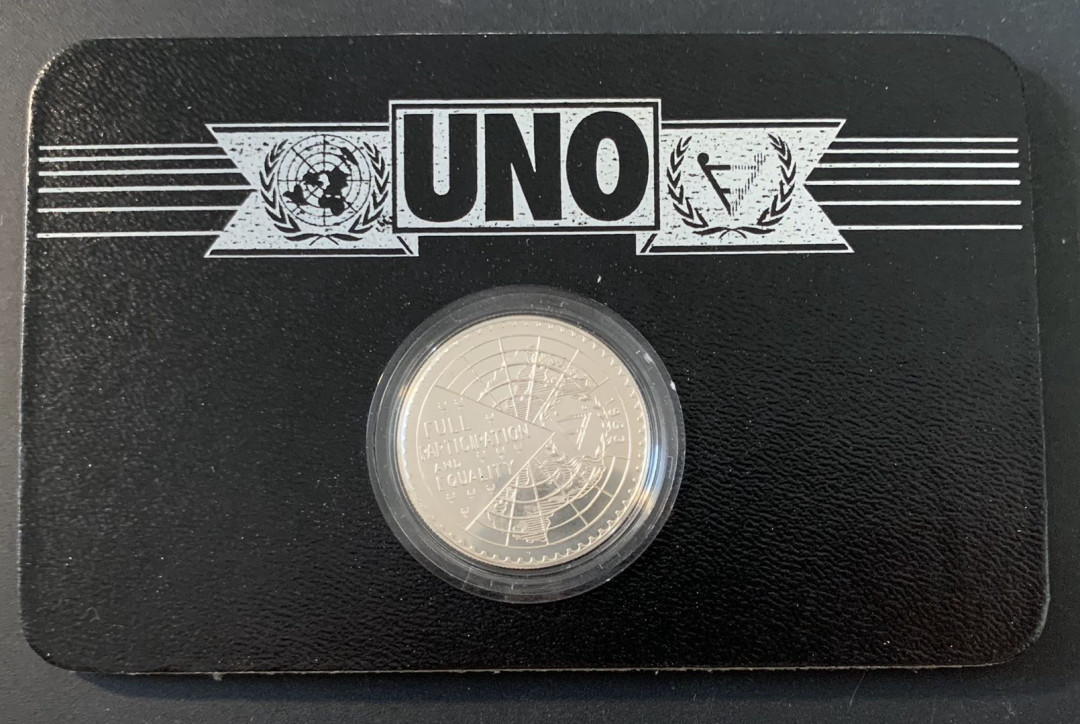 UNO
FULL
PARTICIPATION
AND
EQUALITY